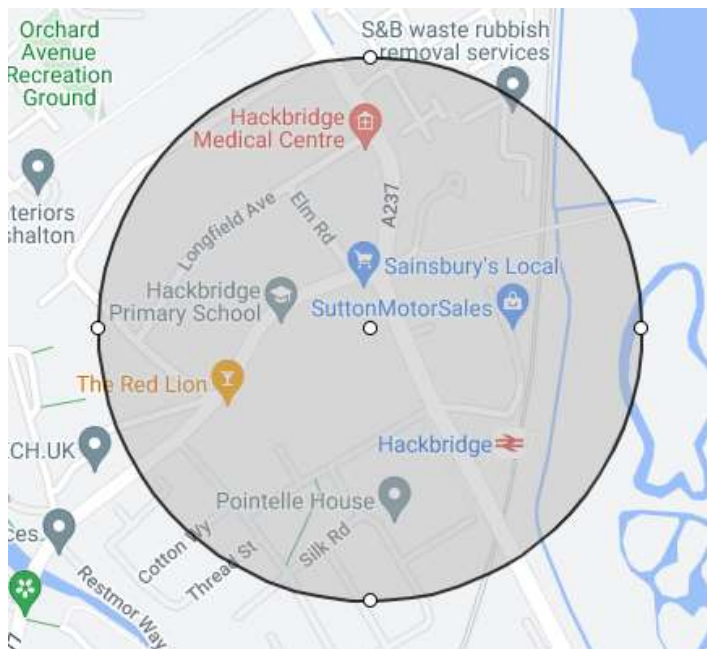 Orchard
Avenue
Recreation
Ground
S&B waste rubbish
removal services
Hackbridge
Medical Centre
A237
teriors
shalton
Longfield Ave
Elm Rd
Sainsbury's Local
Hackbridge
Primary School
SuttonMotorSales
The Red Lion
CH.UK
Hackbridge
Pointelle House
ces.
Cotton Wy
Thread St
Silk Rd
Restmor Way